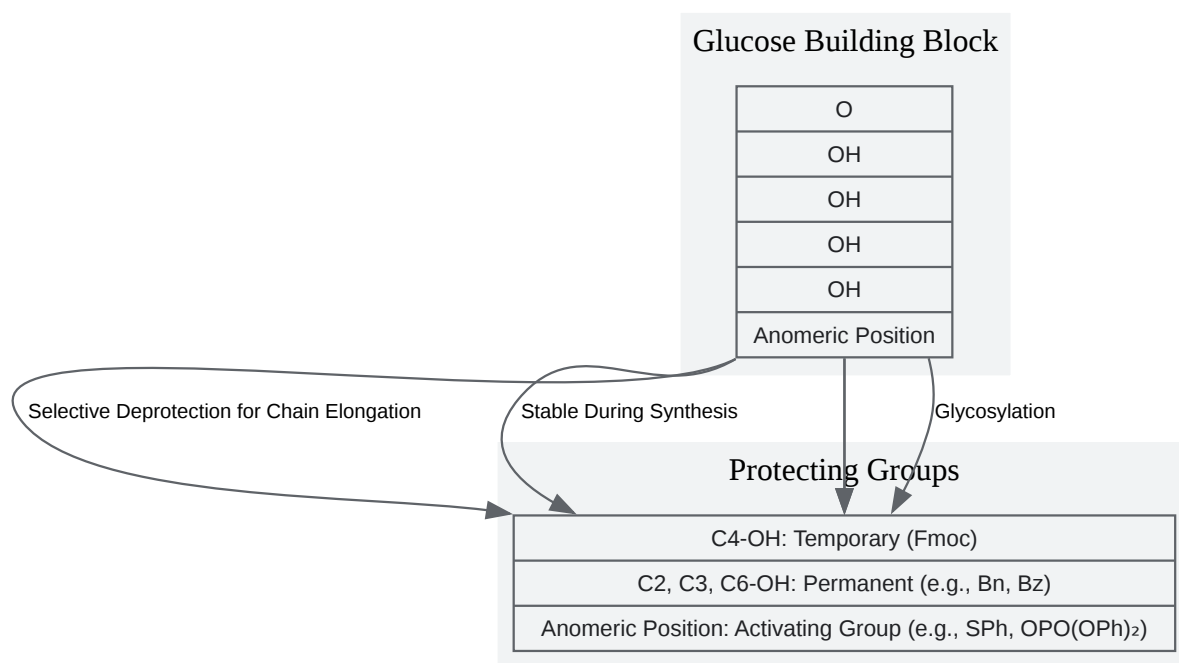 Glucose Building Block
O
OH
OH
OH
OH
Anomeric Position
Selective Deprotection for Chain Elongation
Stable During Synthesis
Glycosylation
Protecting Groups
C4-OH: Temporary (Fmoc)
C2, C3, C6-OH: Permanent (e.g., Bn, Bz)
Anomeric Position: Activating Group (e.g., SPh, OPO(OPh)₂)